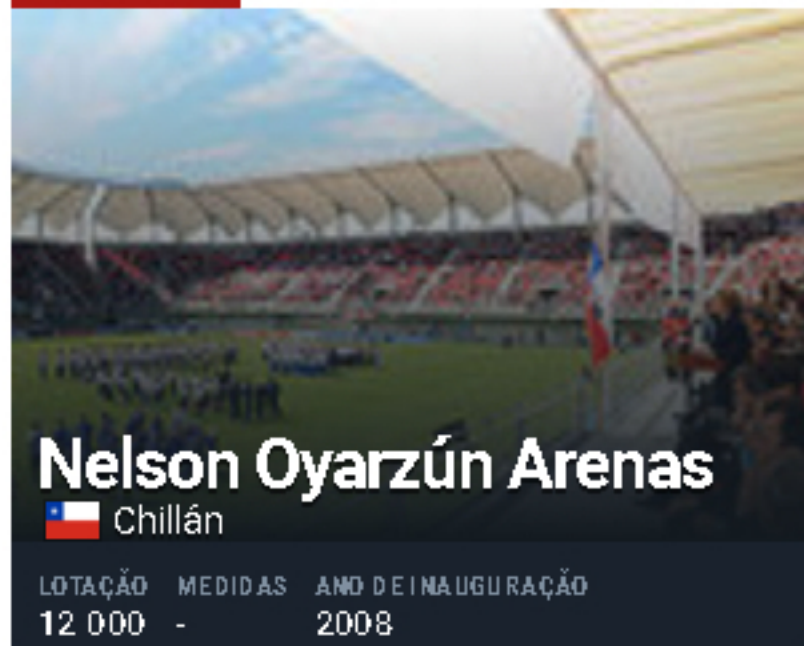 Nelson Oyarzún Arenas
Chillán
LOTAÇÃO MEDIDAS ANO DE INAUGURAÇÃO
12 000 - 2008